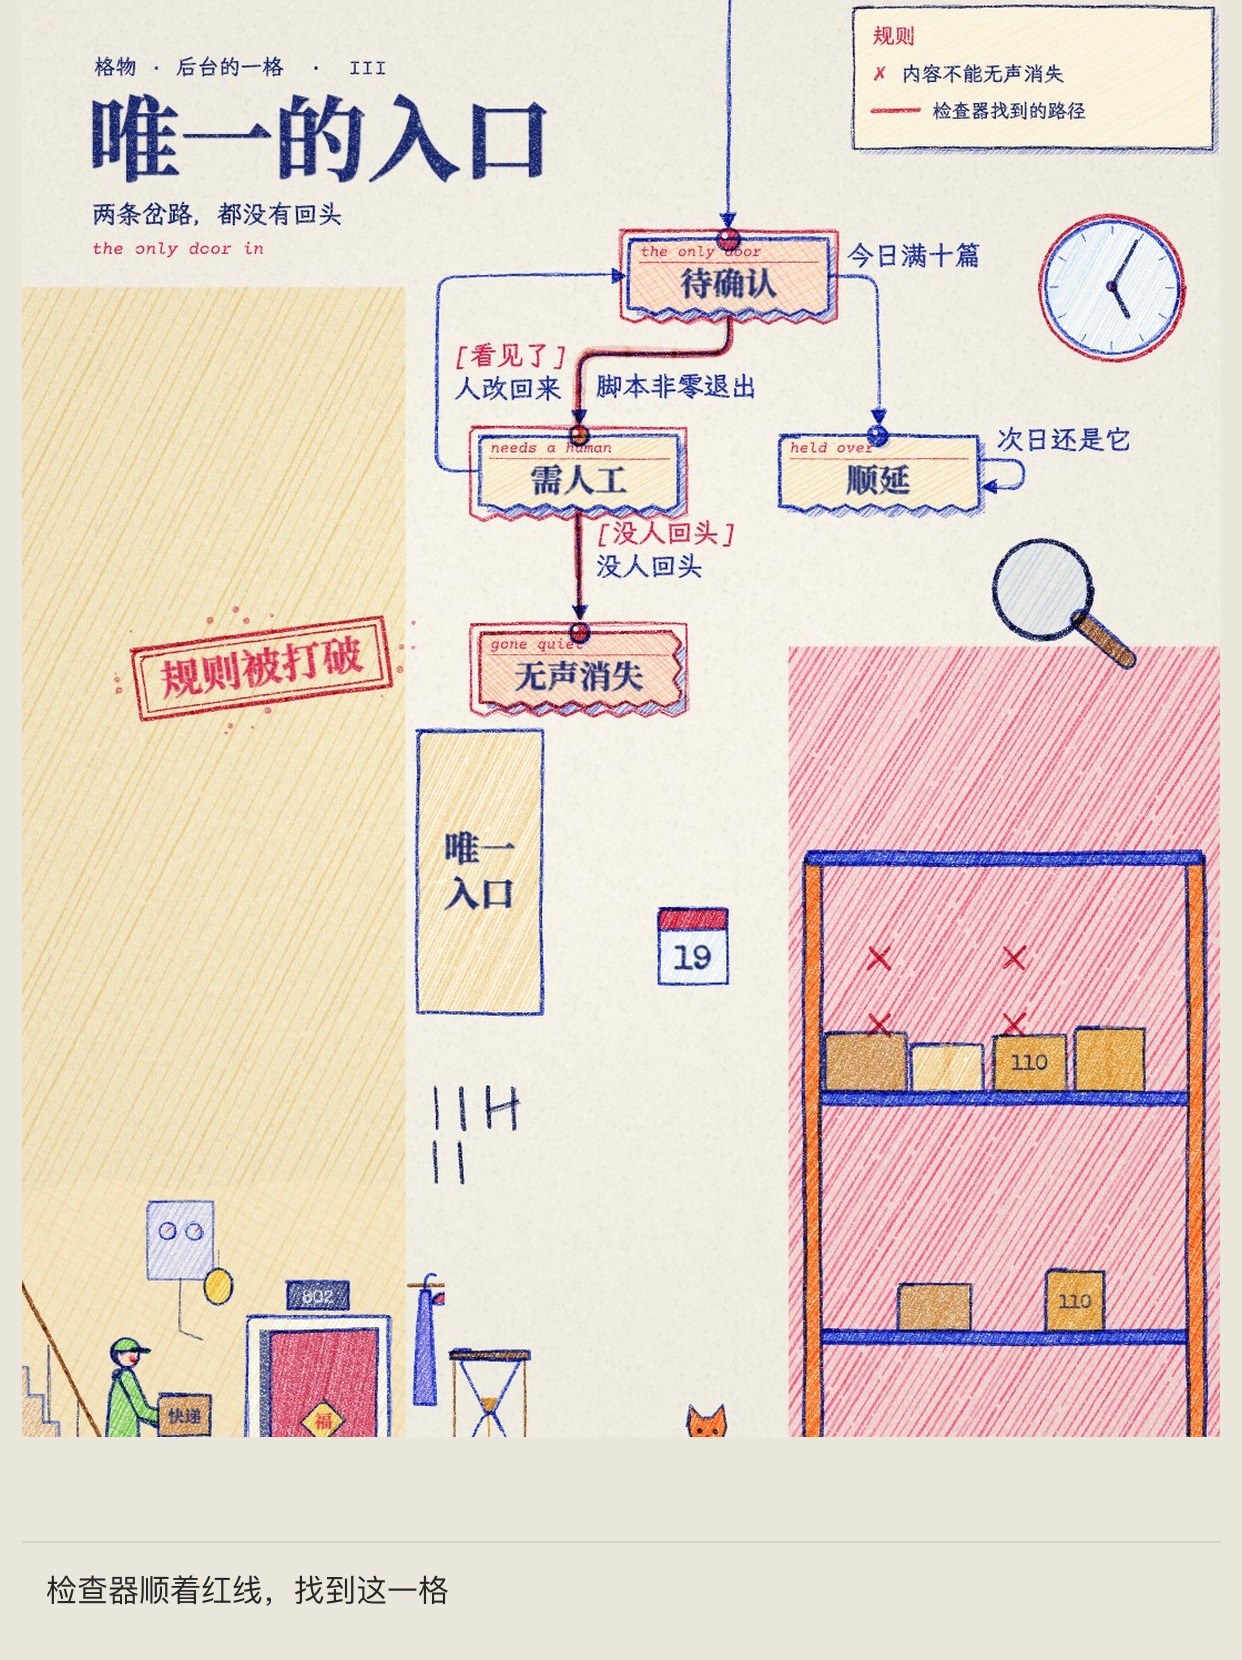 格物 · 后台的一格 · III
唯一的入口
两条岔路，都没有回头
the only door in
规则
✗ 内容不能无声消失
检查器找到的路径
the only door
待确认
今日满十篇
[看见了]
人改回来
脚本非零退出
needs a human
需人工
held over
顺延
次日还是它
[没人回头]
没人回头
gone quiet
无声消失
规则被打破
唯一
入口
19
110
110
802
快递
福
检查器顺着红线，找到这一格